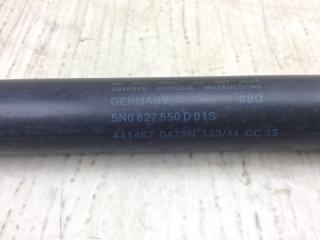 OBSERVE DISPOSAL INSTRUCTIONS
GERMANY SBO
5N0 827 550 D 01S
441467 0475N 323/11 CC35